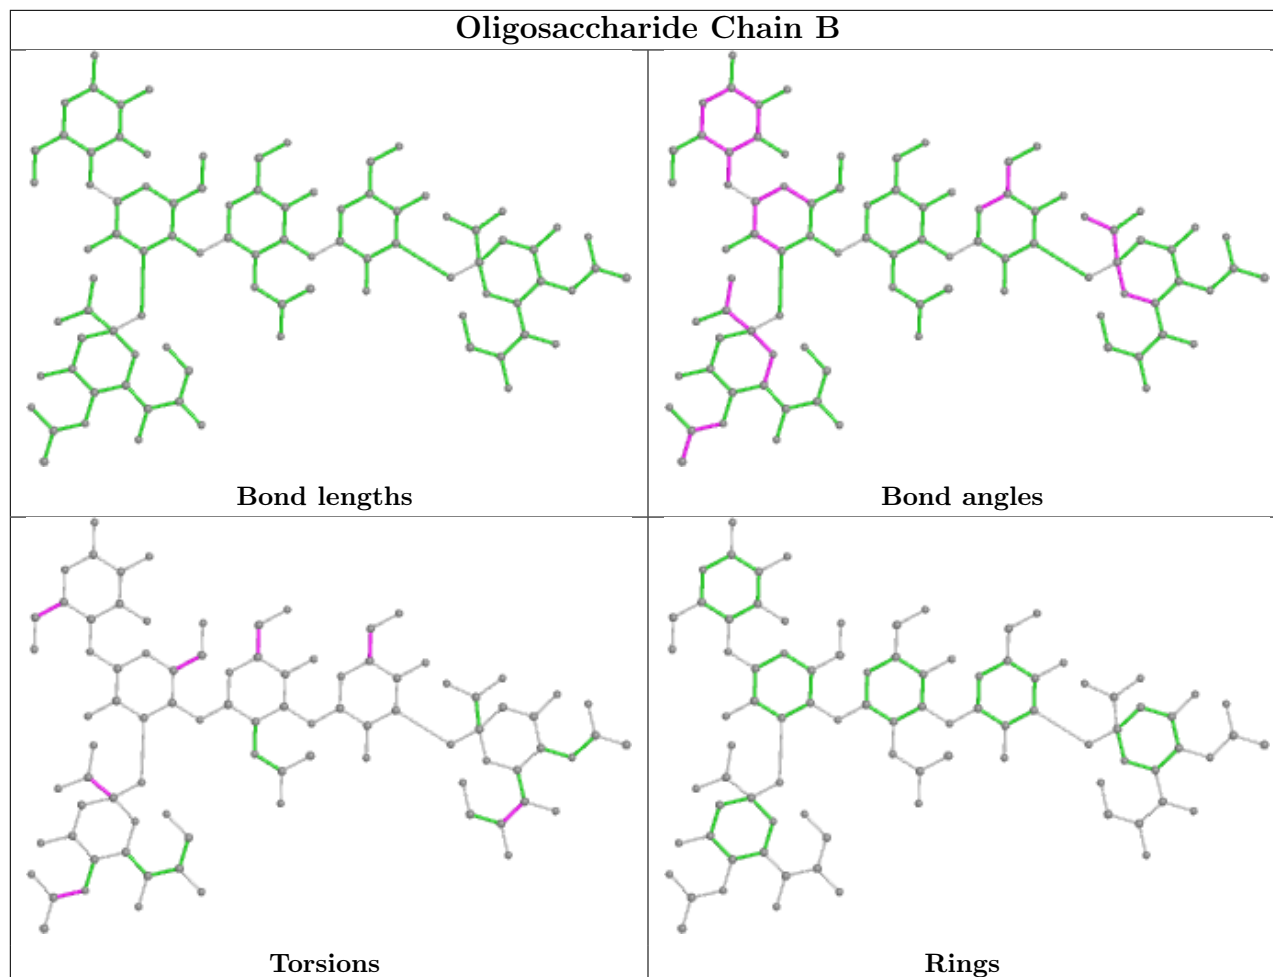 Oligosaccharide Chain B
Bond lengths
Bond angles
Torsions
Rings